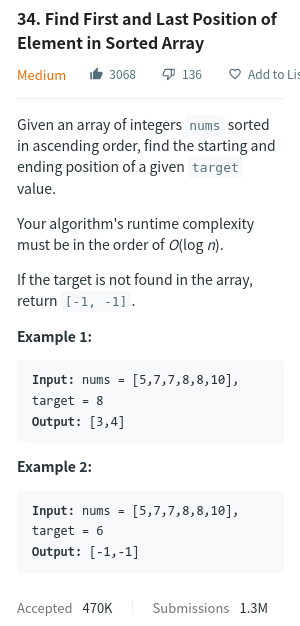 34. Find First and Last Position of
Element in Sorted Array
Medium 3068 136 Add to Lis
Given an array of integers nums sorted
in ascending order, find the starting and
ending position of a given target
value.
Your algorithm's runtime complexity
must be in the order of O(log n).
If the target is not found in the array,
return [-1, -1].
Example 1:
Input: nums = [5,7,7,8,8,10],
target = 8
Output: [3,4]
Example 2:
Input: nums = [5,7,7,8,8,10],
target = 6
Output: [-1,-1]
Accepted 470K Submissions 1.3M